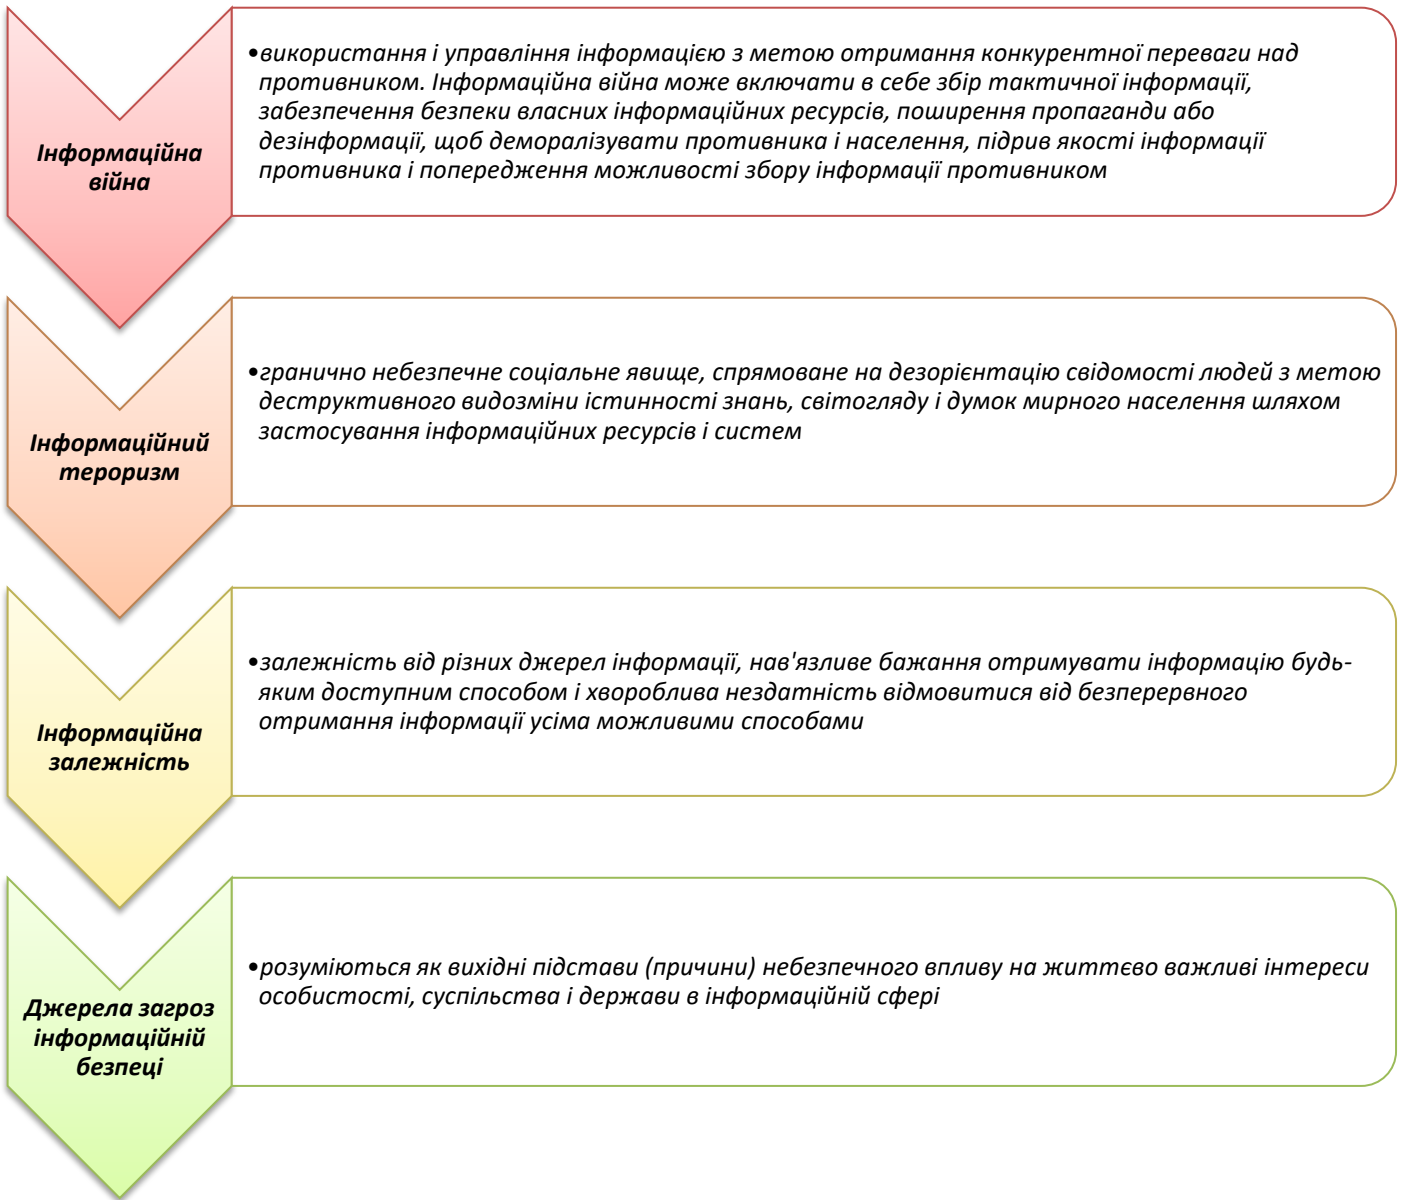 Інформаційна
війна
•використання і управління інформацією з метою отримання конкурентної переваги над
противником. Інформаційна війна може включати в себе збір тактичної інформації,
забезпечення безпеки власних інформаційних ресурсів, поширення пропаганди або
дезінформації, щоб деморалізувати противника і населення, підрив якості інформації
противника і попередження можливості збору інформації противником
Інформаційний
тероризм
•гранично небезпечне соціальне явище, спрямоване на дезорієнтацію свідомості людей з метою
деструктивного видозміни істинності знань, світогляду і думок мирного населення шляхом
застосування інформаційних ресурсів і систем
Інформаційна
залежність
•залежність від різних джерел інформації, нав'язливе бажання отримувати інформацію будь-
яким доступним способом і хвороблива нездатність відмовитися від безперервного
отримання інформації усіма можливими способами
Джерела загроз
інформаційній
безпеці
•розуміються як вихідні підстави (причини) небезпечного впливу на життєво важливі інтереси
особистості, суспільства і держави в інформаційній сфері